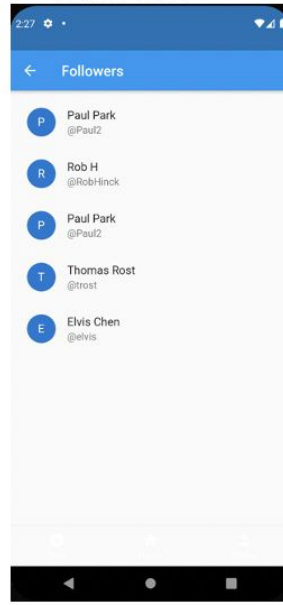 2:27
Followers
P
Paul Park
@Paul2
R
Rob H
@RobHinck
P
Paul Park
@Paul2
T
Thomas Rost
@trost
E
Elvis Chen
@elvis